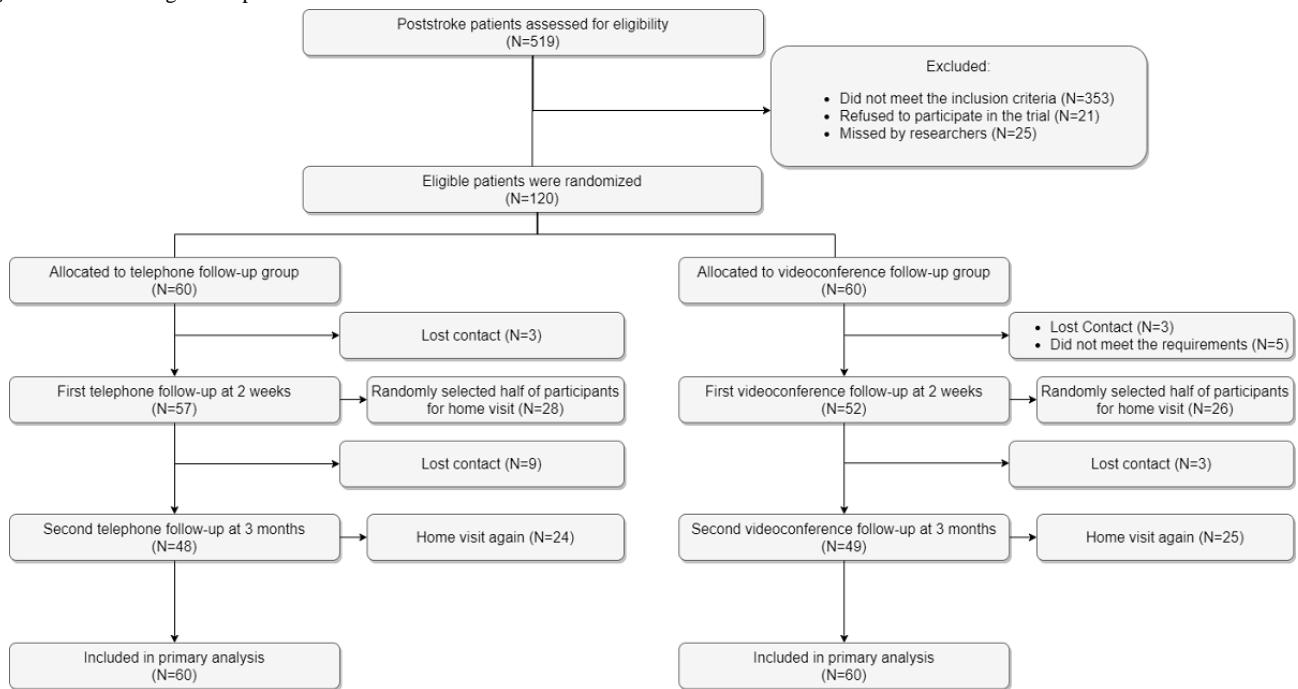 Poststroke patients assessed for eligibility
(N=519)
Excluded:
• Did not meet the inclusion criteria (N=353)
• Refused to participate in the trial (N=21)
• Missed by researchers (N=25)
Eligible patients were randomized
(N=120)
Allocated to telephone follow-up group
(N=60)
Allocated to videoconference follow-up group
(N=60)
Lost contact (N=3)
• Lost Contact (N=3)
• Did not meet the requirements (N=5)
First telephone follow-up at 2 weeks
(N=57)
Randomly selected half of participants
for home visit (N=28)
First videoconference follow-up at 2 weeks
(N=52)
Randomly selected half of participants
for home visit (N=26)
Lost contact (N=9)
Lost contact (N=3)
Second telephone follow-up at 3 months
(N=48)
Home visit again (N=24)
Second videoconference follow-up at 3 months
(N=49)
Home visit again (N=25)
Included in primary analysis
(N=60)
Included in primary analysis
(N=60)